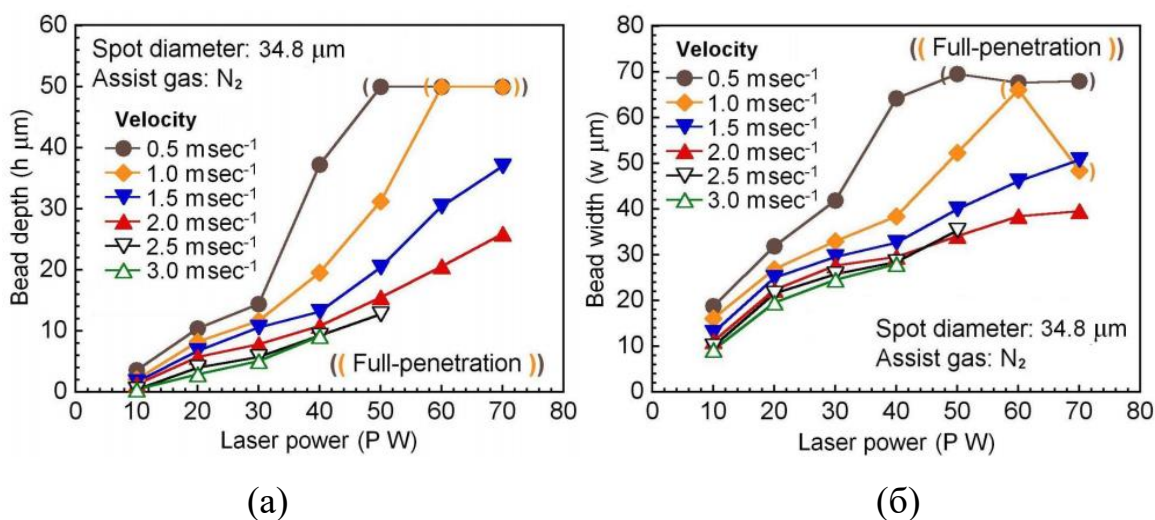 60
50
40
30
20
10
0
Bead depth (h μm)
Spot diameter: 34.8 μm
Assist gas: N₂
Velocity
0.5 msec⁻¹
1.0 msec⁻¹
1.5 msec⁻¹
2.0 msec⁻¹
2.5 msec⁻¹
3.0 msec⁻¹
(( Full-penetration ))
0 10 20 30 40 50 60 70 80
Laser power (P W)
(а)
80
70
60
50
40
30
20
10
0
Bead width (w μm)
Velocity
0.5 msec⁻¹
1.0 msec⁻¹
1.5 msec⁻¹
2.0 msec⁻¹
2.5 msec⁻¹
3.0 msec⁻¹
(( Full-penetration ))
Spot diameter: 34.8 μm
Assist gas: N₂
0 10 20 30 40 50 60 70 80
Laser power (P W)
(б)